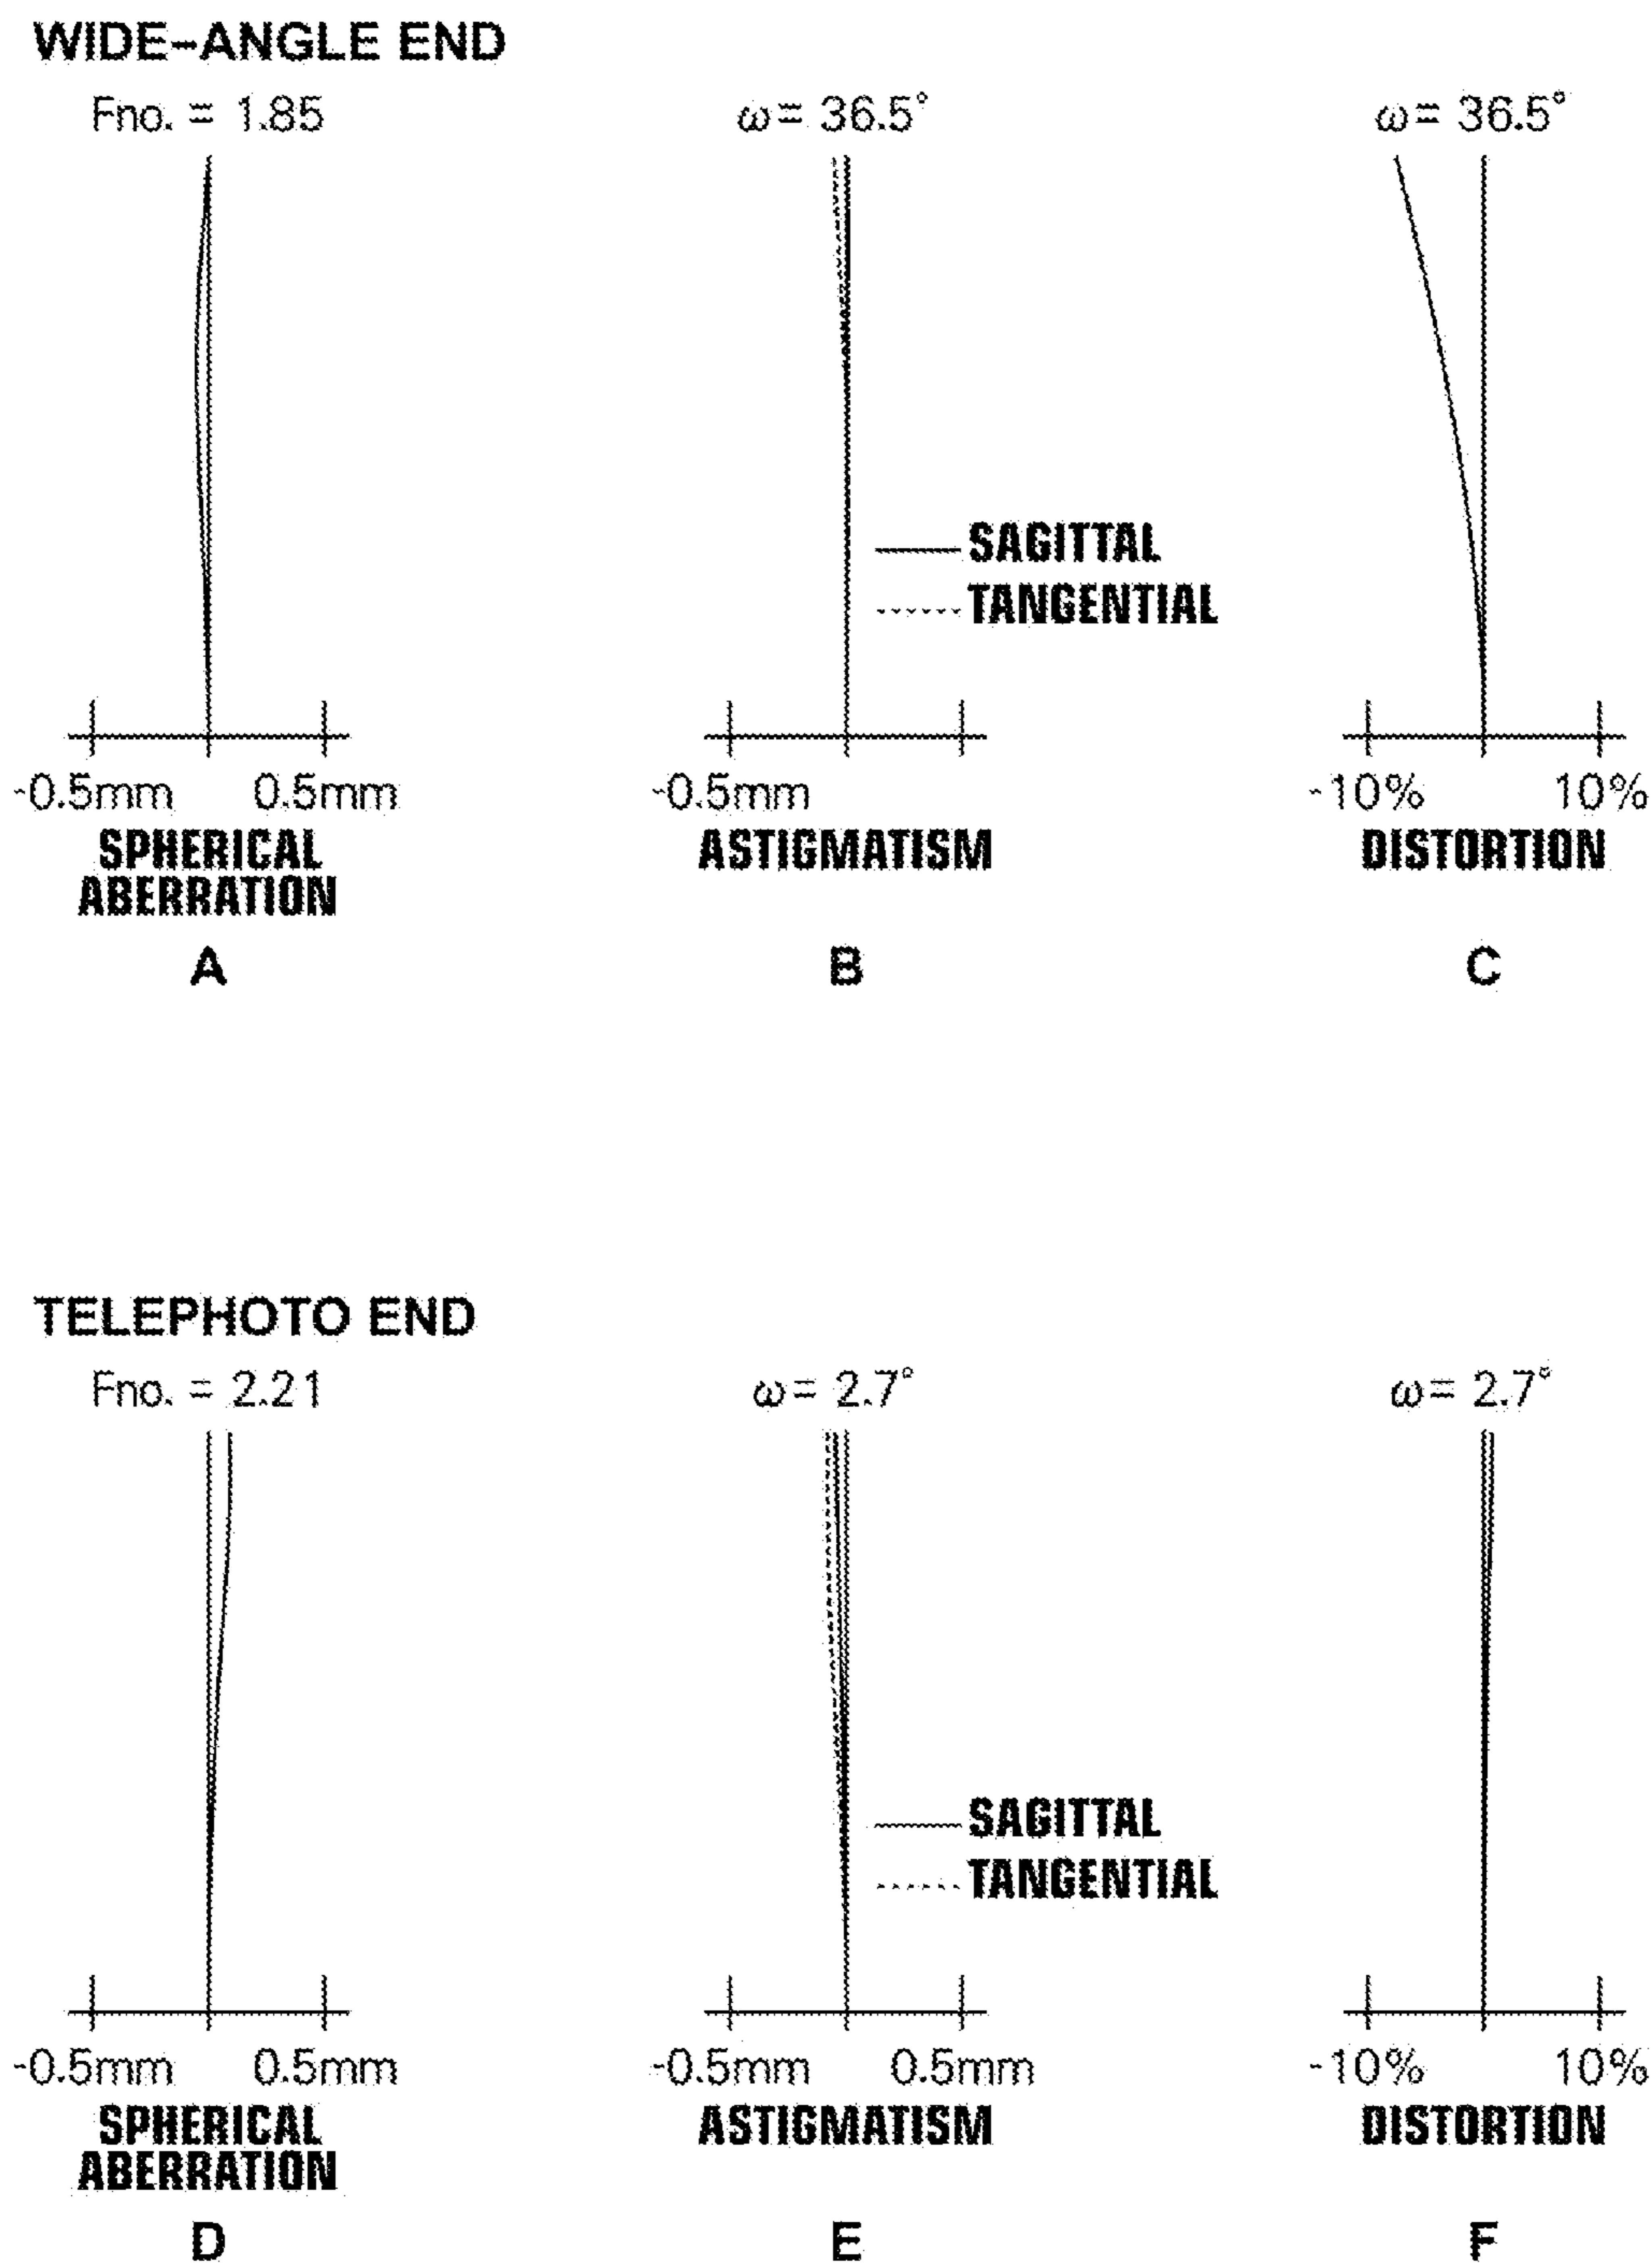 WIDE-ANGLE END
Fno. = 1.85
ω= 36.5°
ω= 36.5°
SAGITTAL
TANGENTIAL
-0.5mm 0.5mm
-0.5mm
-10% 10%
SPHERICAL
ABERRATION
ASTIGMATISM
DISTORTION
A
B
C
TELEPHOTO END
Fno. = 2.21
ω= 2.7°
ω= 2.7°
SAGITTAL
TANGENTIAL
-0.5mm 0.5mm
-0.5mm 0.5mm
-10% 10%
SPHERICAL
ABERRATION
ASTIGMATISM
DISTORTION
D
E
F